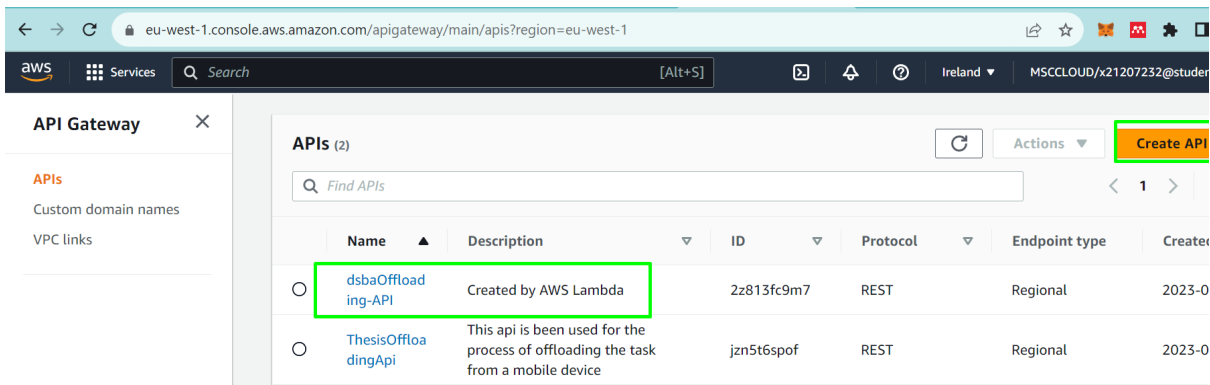 eu-west-1.console.aws.amazon.com/apigateway/main/apis?region=eu-west-1
aws Services Search [Alt+S] Ireland MSCCLOUD/x21207232@studen
API Gateway
APIs
Custom domain names
VPC links
APIs (2) Actions Create API
Find APIs 1
Name Description ID Protocol Endpoint type Created
dsbaOffload
ing-API
Created by AWS Lambda 2z813fc9m7 REST Regional 2023-0
ThesisOffloa
dingApi
This api is been used for the
process of offloading the task
from a mobile device
jzn5t6spof REST Regional 2023-0